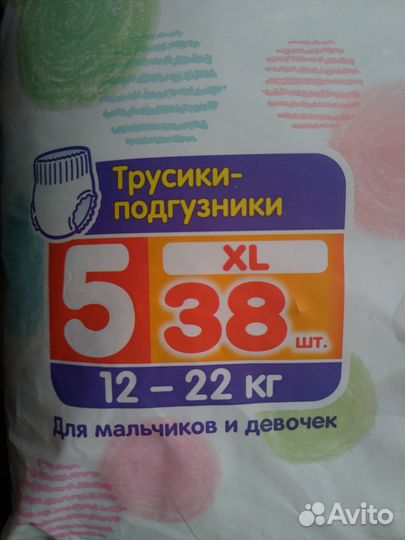 Трусики-
подгузники
5
XL
38 шт.
12 – 22 кг
Для мальчиков и девочек
Avito